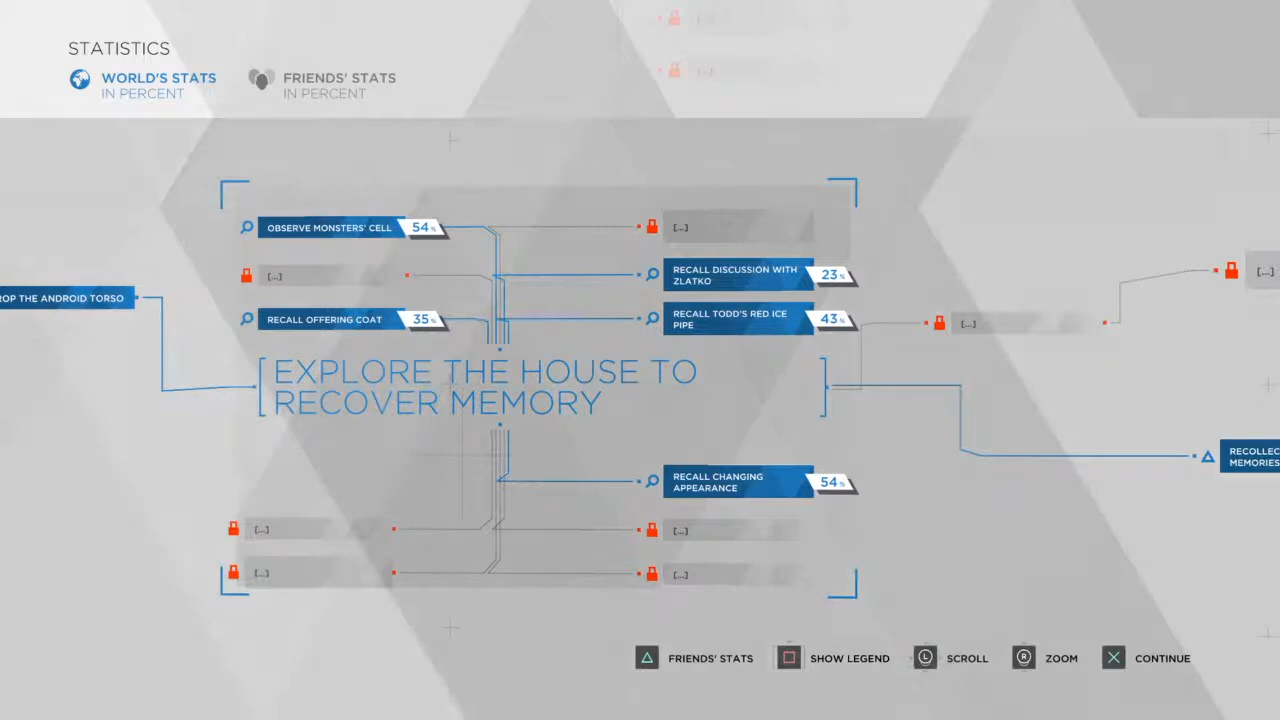 STATISTICS
WORLD'S STATS
IN PERCENT
FRIENDS' STATS
IN PERCENT
[...]
OBSERVE MONSTERS' CELL 54%
[...]
RECALL DISCUSSION WITH
ZLATKO
23%
[...]
[...]
ROP THE ANDROID TORSO
RECALL OFFERING COAT 35%
RECALL TODD'S RED ICE
PIPE
43%
[...]
EXPLORE THE HOUSE TO
RECOVER MEMORY
RECOLLEC
MEMORIES
RECALL CHANGING
APPEARANCE
54%
[...]
[...]
[...]
[...]
FRIENDS' STATS
SHOW LEGEND
L SCROLL
R ZOOM
CONTINUE